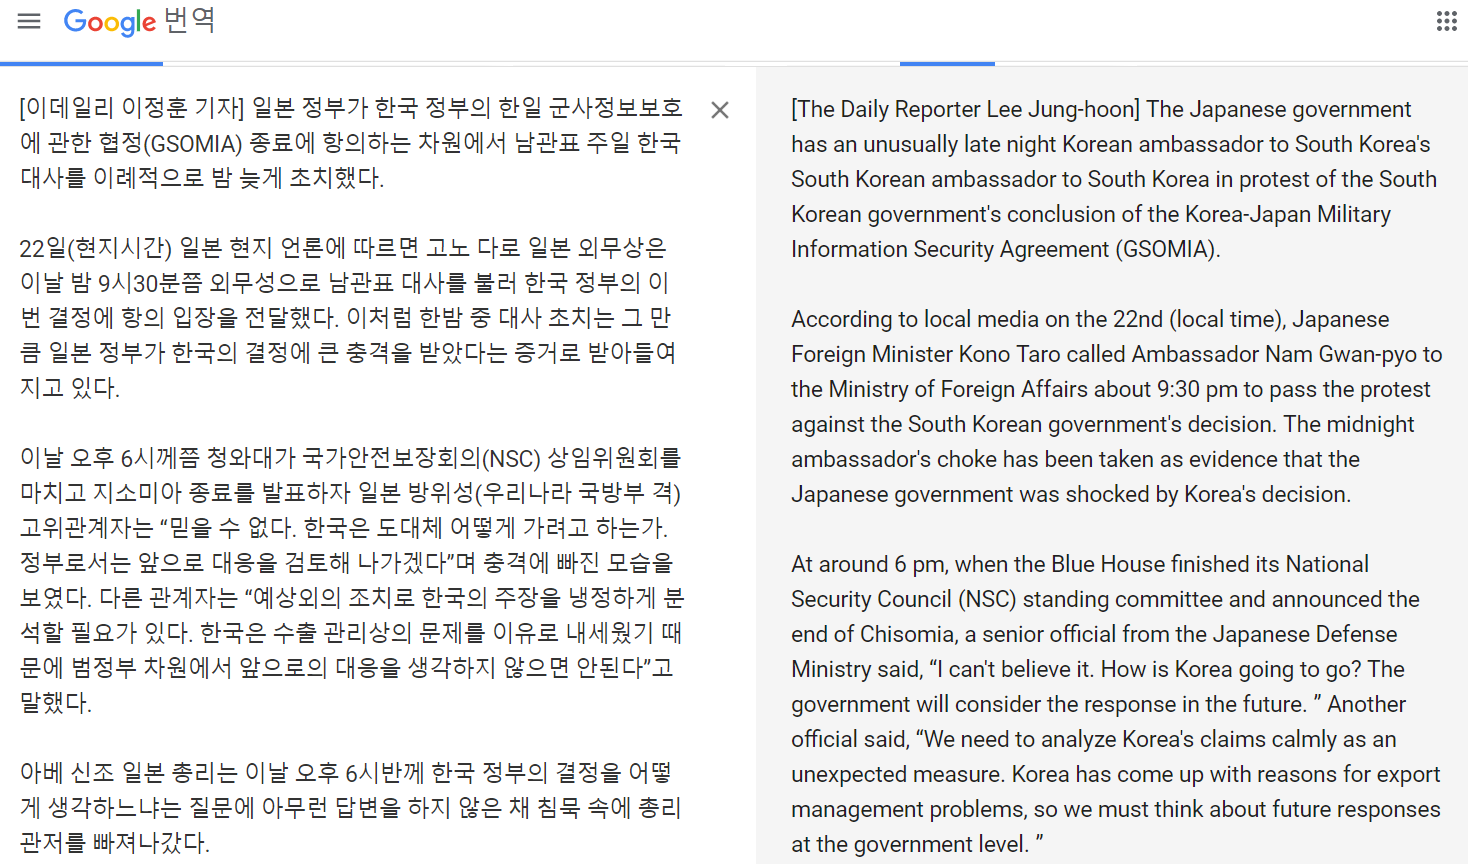 Google 번역
[이데일리 이정훈 기자] 일본 정부가 한국 정부의 한일 군사정보보호
에 관한 협정(GSOMIA) 종료에 항의하는 차원에서 남관표 주일 한국
대사를 이례적으로 밤 늦게 초치했다.
22일(현지시간) 일본 현지 언론에 따르면 고노 다로 일본 외무상은
이날 밤 9시30분쯤 외무성으로 남관표 대사를 불러 한국 정부의 이
번 결정에 항의 입장을 전달했다. 이처럼 한밤 중 대사 초치는 그 만
큼 일본 정부가 한국의 결정에 큰 충격을 받았다는 증거로 받아들여
지고 있다.
이날 오후 6시께쯤 청와대가 국가안전보장회의(NSC) 상임위원회를
마치고 지소미아 종료를 발표하자 일본 방위성(우리나라 국방부 격)
고위관계자는 “믿을 수 없다. 한국은 도대체 어떻게 가려고 하는가.
정부로서는 앞으로 대응을 검토해 나가겠다”며 충격에 빠진 모습을
보였다. 다른 관계자는 “예상외의 조치로 한국의 주장을 냉정하게 분
석할 필요가 있다. 한국은 수출 관리상의 문제를 이유로 내세웠기 때
문에 범정부 차원에서 앞으로의 대응을 생각하지 않으면 안된다”고
말했다.
아베 신조 일본 총리는 이날 오후 6시반께 한국 정부의 결정을 어떻
게 생각하느냐는 질문에 아무런 답변을 하지 않은 채 침묵 속에 총리
관저를 빠져나갔다.
[The Daily Reporter Lee Jung-hoon] The Japanese government
has an unusually late night Korean ambassador to South Korea's
South Korean ambassador to South Korea in protest of the South
Korean government's conclusion of the Korea-Japan Military
Information Security Agreement (GSOMIA).
According to local media on the 22nd (local time), Japanese
Foreign Minister Kono Taro called Ambassador Nam Gwan-pyo to
the Ministry of Foreign Affairs about 9:30 pm to pass the protest
against the South Korean government's decision. The midnight
ambassador's choke has been taken as evidence that the
Japanese government was shocked by Korea's decision.
At around 6 pm, when the Blue House finished its National
Security Council (NSC) standing committee and announced the
end of Chisomia, a senior official from the Japanese Defense
Ministry said, “I can't believe it. How is Korea going to go? The
government will consider the response in the future. ” Another
official said, “We need to analyze Korea's claims calmly as an
unexpected measure. Korea has come up with reasons for export
management problems, so we must think about future responses
at the government level. ”